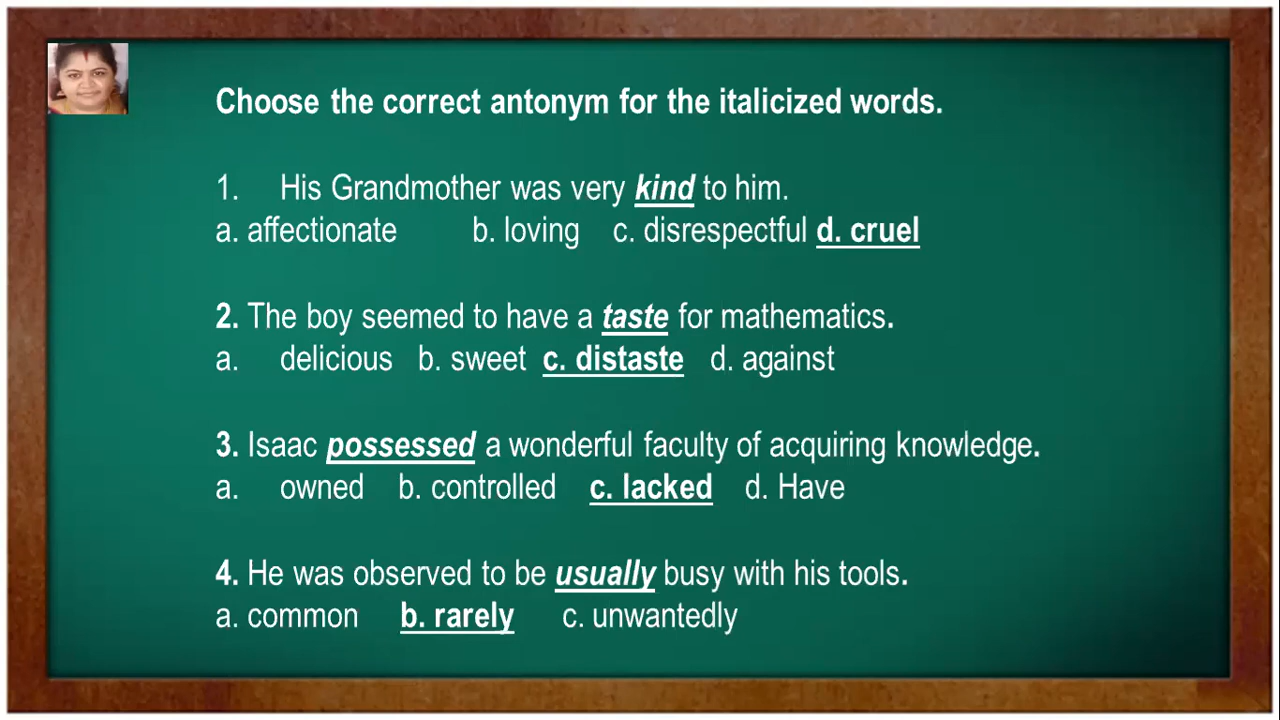 Choose the correct antonym for the italicized words.
1. His Grandmother was very kind to him.
a. affectionate b. loving c. disrespectful d. cruel
2. The boy seemed to have a taste for mathematics.
a. delicious b. sweet c. distaste d. against
3. Isaac possessed a wonderful faculty of acquiring knowledge.
a. owned b. controlled c. lacked d. Have
4. He was observed to be usually busy with his tools.
a. common b. rarely c. unwantedly